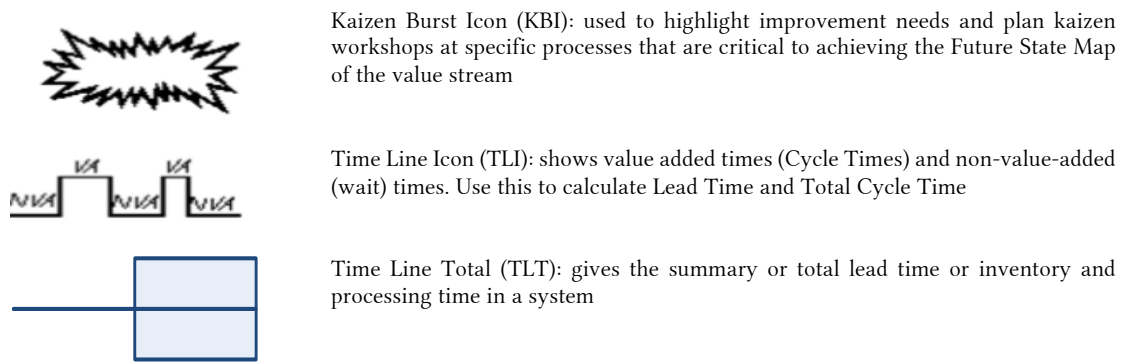 Kaizen Burst Icon (KBI): used to highlight improvement needs and plan kaizen
workshops at specific processes that are critical to achieving the Future State Map
of the value stream
VA VA
NVA NVA NVA
Time Line Icon (TLI): shows value added times (Cycle Times) and non-value-added
(wait) times. Use this to calculate Lead Time and Total Cycle Time
Time Line Total (TLT): gives the summary or total lead time or inventory and
processing time in a system